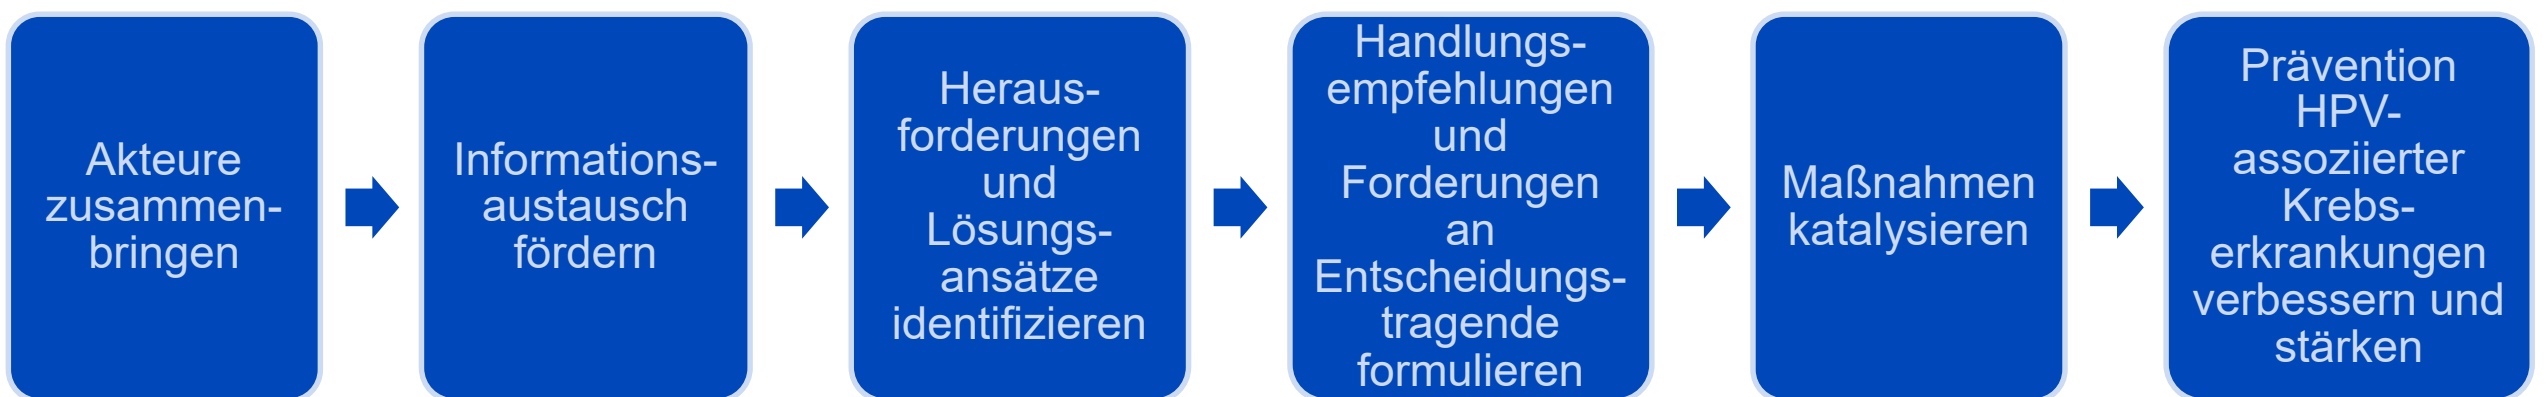 Akteure
zusammen-
bringen
Informations-
austausch
fördern
Heraus-
forderungen
und
Lösungs-
ansätze
identifizieren
Handlungs-
empfehlungen
und
Forderungen
an
Entscheidungs-
tragende
formulieren
Maßnahmen
katalysieren
Prävention
HPV-
assoziierter
Krebs-
erkrankungen
verbessern und
stärken